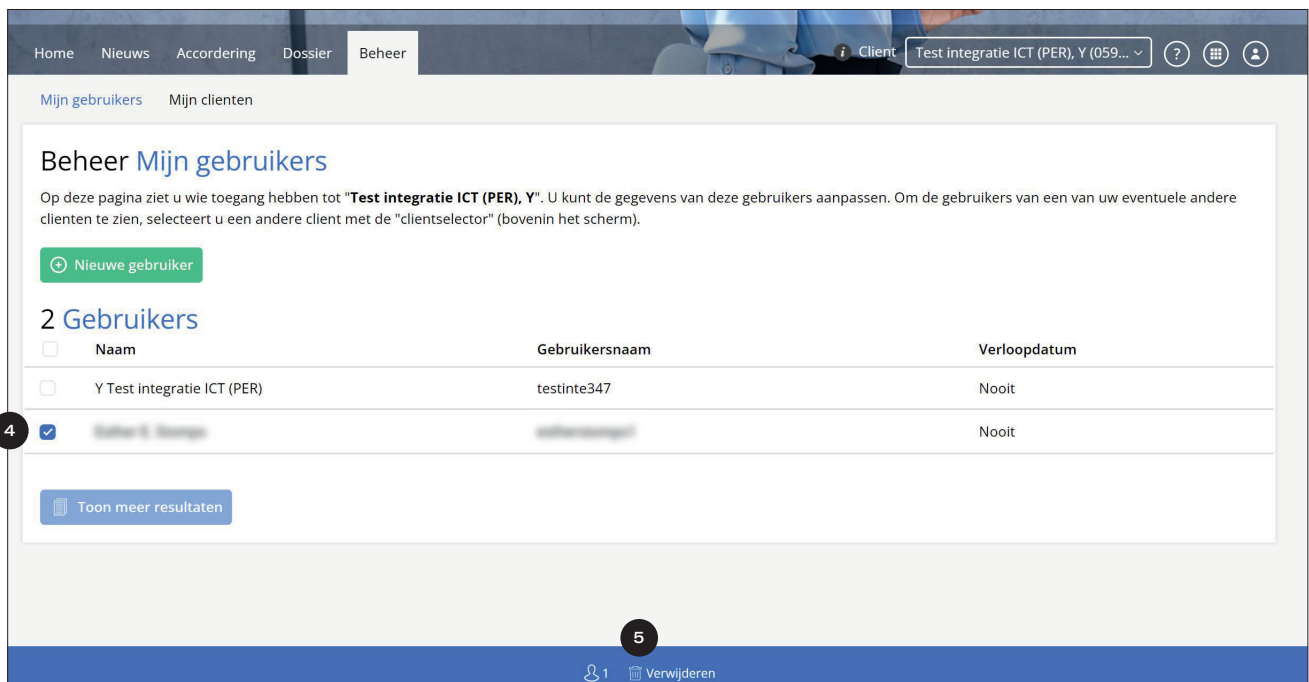 Home Nieuws Accordering Dossier Beheer i Client Test integratie ICT (PER), Y (059... ?
Mijn gebruikers Mijn clienten
Beheer Mijn gebruikers
Op deze pagina ziet u wie toegang hebben tot "Test integratie ICT (PER), Y". U kunt de gegevens van deze gebruikers aanpassen. Om de gebruikers van een van uw eventuele andere
clienten te zien, selecteert u een andere client met de "clientselector" (bovenin het scherm).
Nieuwe gebruiker
2 Gebruikers
Naam Gebruikersnaam Verloopdatum
Y Test integratie ICT (PER) testinte347 Nooit
4 Nooit
Toon meer resultaten
5
1 Verwijderen